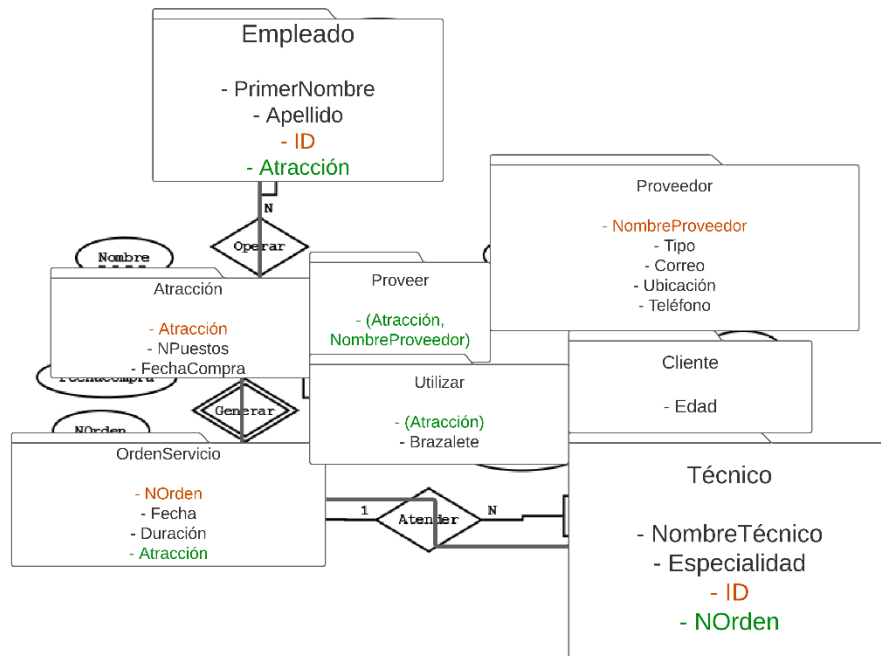 Empleado
- PrimerNombre
- Apellido
- ID
- Atracción
N
Operar
Nombre
Proveedor
- NombreProveedor
- Tipo
- Correo
- Ubicación
- Teléfono
Atracción
- Atracción
- NPuestos
- FechaCompra
Proveer
- (Atracción,
NombreProveedor)
FechaCompra
Generar
NOrden
Utilizar
- (Atracción)
- Brazalete
Cliente
- Edad
OrdenServicio
- NOrden
- Fecha
- Duración
- Atracción
1
Atender
N
Técnico
- NombreTécnico
- Especialidad
- ID
- NOrden